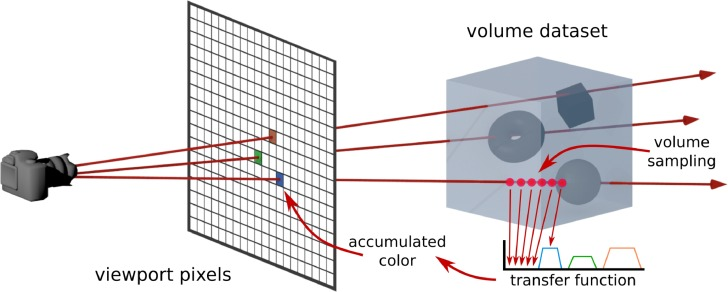 volume dataset
volume
sampling
accumulated
color
viewport pixels
transfer function